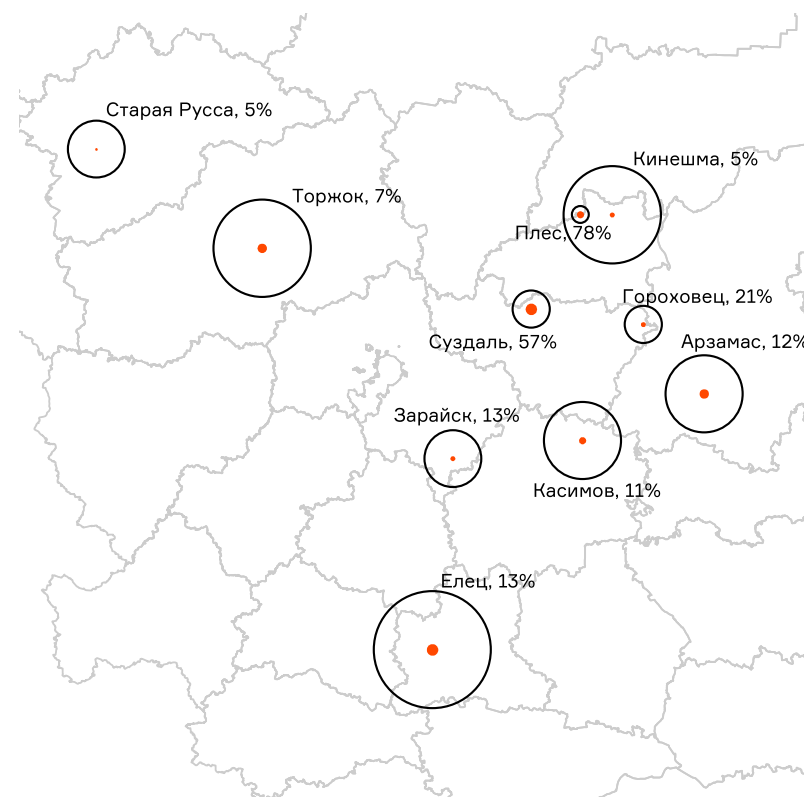 Старая Русса, 5%
Кинешма, 5%
Торжок, 7%
Плес, 78%
Гороховец, 21%
Суздаль, 57%
Арзамас, 12%
Зарайск, 13%
Касимов, 11%
Елец, 13%